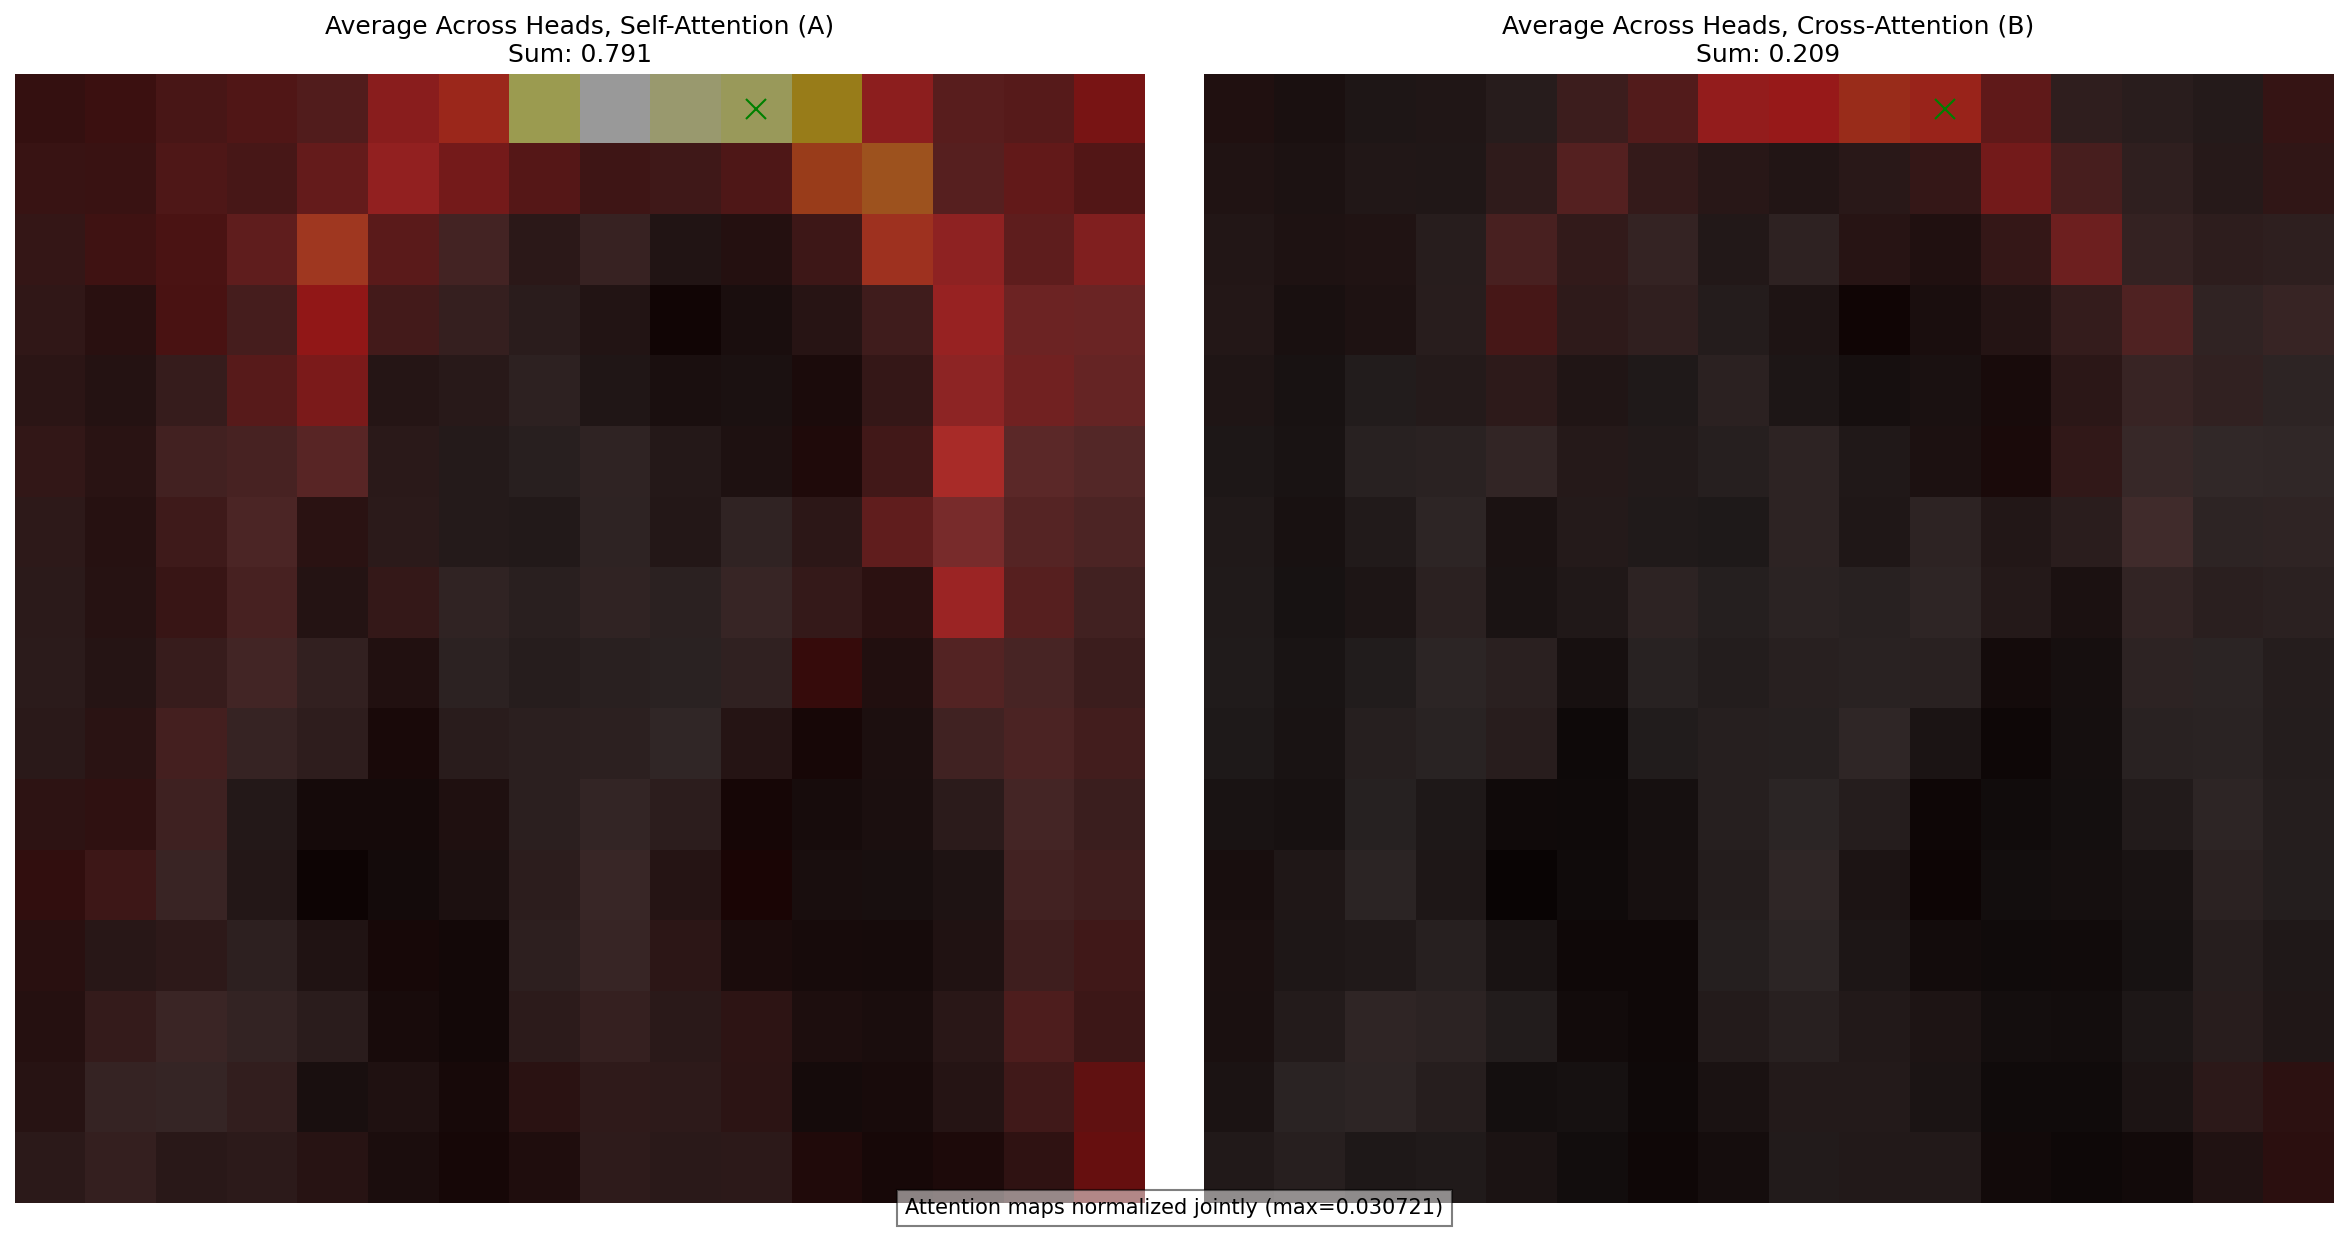 Average Across Heads, Self-Attention (A)
Sum: 0.791
Average Across Heads, Cross-Attention (B)
Sum: 0.209
Attention maps normalized jointly (max=0.030721)